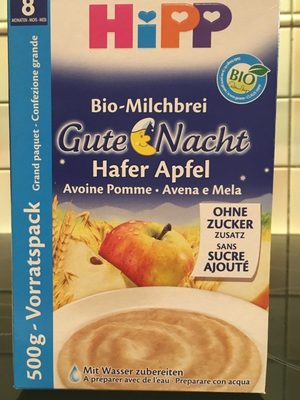 8
MONATEN · MOIS · MESI
HiPP
BIO
Bio-Milchbrei
Gute Nacht
Hafer Apfel
Avoine Pomme · Avena e Mela
OHNE
ZUCKER
ZUSATZ
SANS
SUCRE
AJOUTÉ
500g - Vorratspack
Grand paquet - Confezione grande
Mit Wasser zubereiten
A préparer avec de l'eau · Preparare con acqua